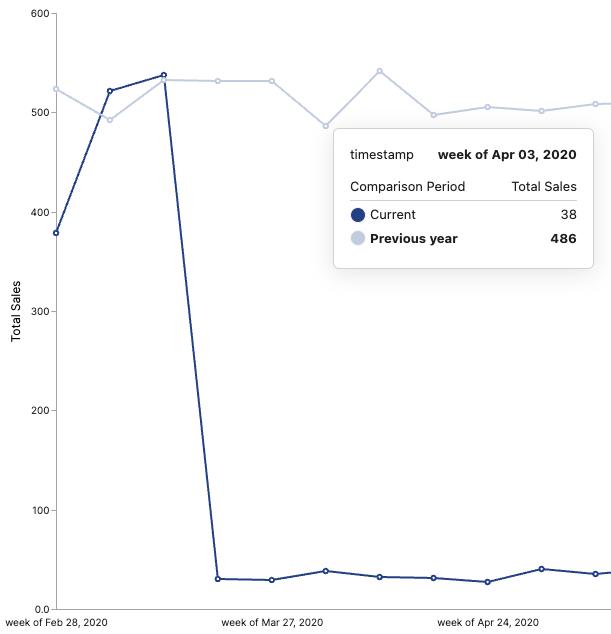 600
500
timestamp week of Apr 03, 2020
Comparison Period Total Sales
400
Current 38
Previous year 486
Total Sales
300
200
100
0.0
week of Feb 28, 2020 week of Mar 27, 2020 week of Apr 24, 2020